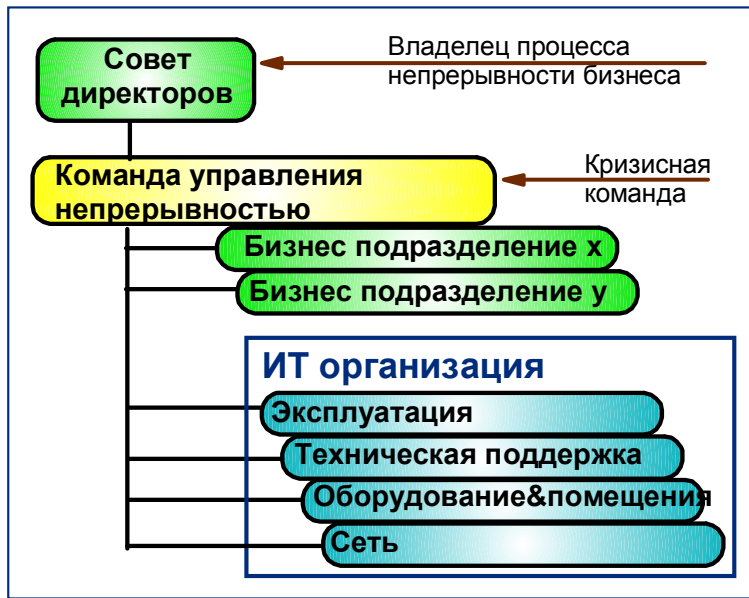 Совет
директоров
Владелец процесса
непрерывности бизнеса
Команда управления
непрерывностью
Кризисная
команда
Бизнес подразделение x
Бизнес подразделение y
ИТ организация
Эксплуатация
Техническая поддержка
Оборудование&помещения
Сеть